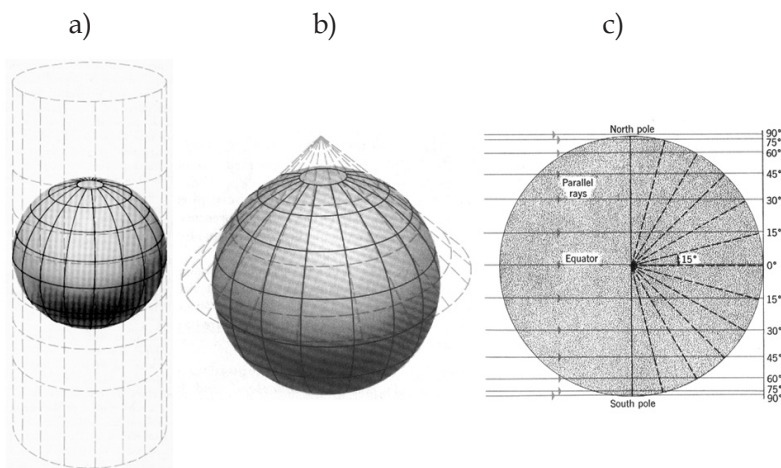 a)
b)
c)
North pole
90°
75°
60°
45°
Parallel
rays
30°
15°
Equator
15°
0°
15°
30°
45°
60°
75°
South pole
90°